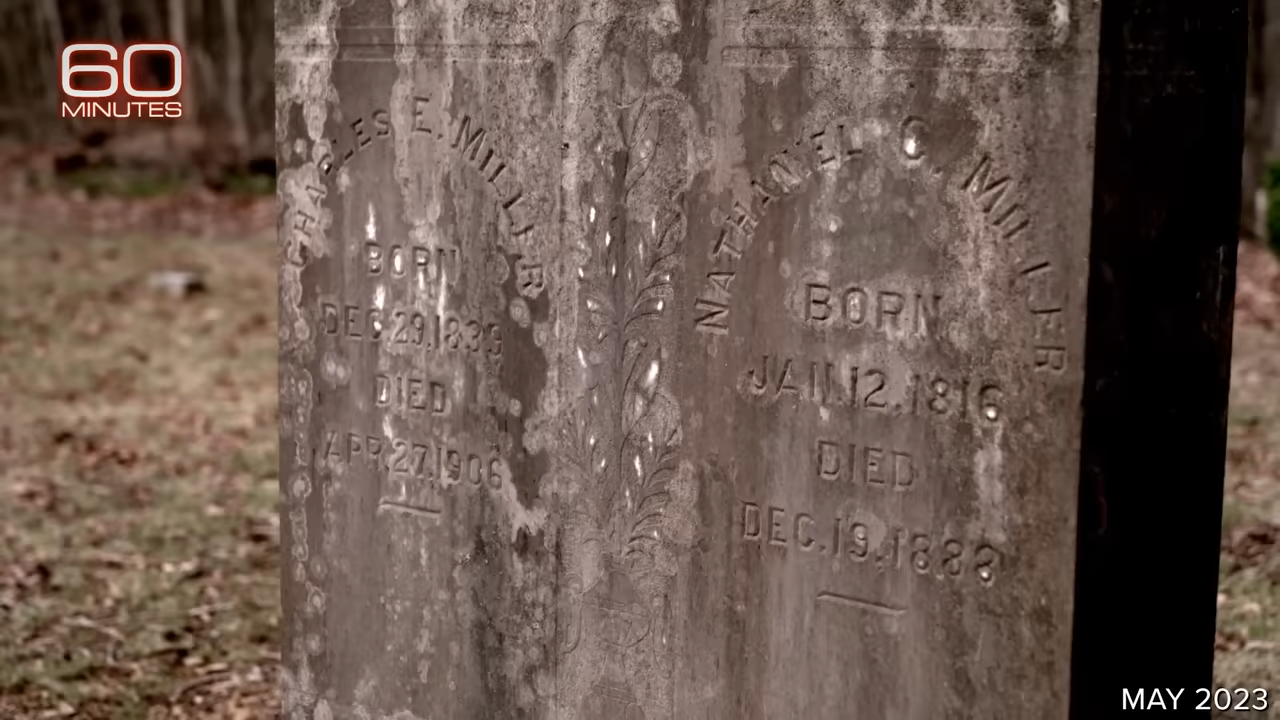 60
MINUTES
CHARLES E. MILLER
BORN
DEC.29,1839
DIED
APR.27,1906
NATHANIEL C. MILLER
BORN
JAN.12,1816
DIED
DEC.19,1888
MAY 2023